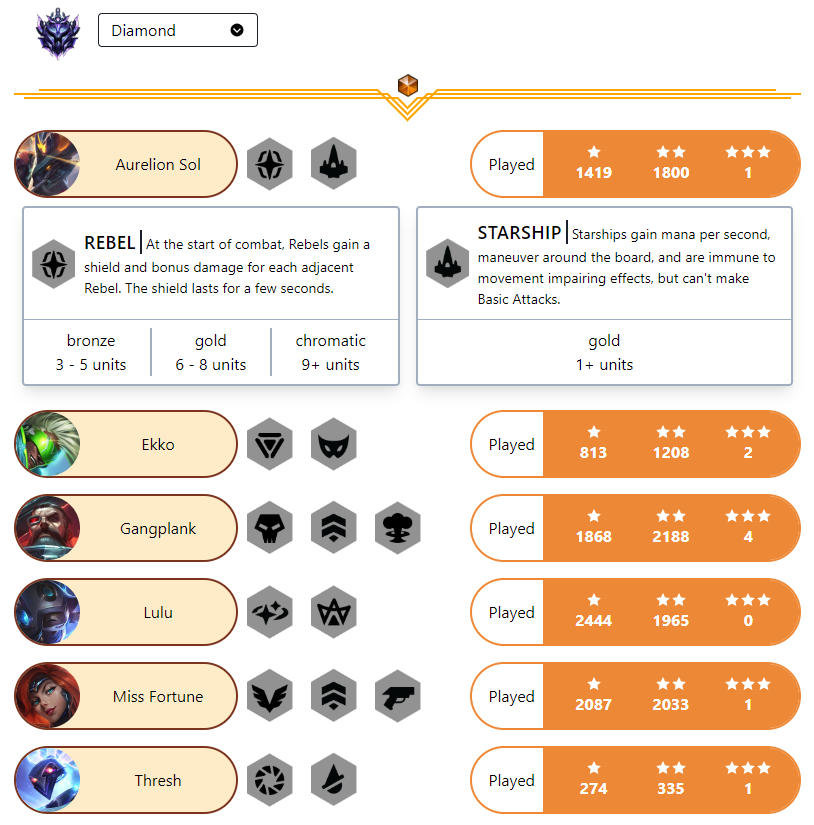 Diamond
Aurelion Sol
Played
1419 1800 1
REBEL At the start of combat, Rebels gain a
shield and bonus damage for each adjacent
Rebel. The shield lasts for a few seconds.
bronze gold chromatic
3 - 5 units 6 - 8 units 9+ units
STARSHIP Starships gain mana per second,
maneuver around the board, and are immune to
movement impairing effects, but can't make
Basic Attacks.
gold
1+ units
Ekko
Played
813 1208 2
Gangplank
Played
1868 2188 4
Lulu
Played
2444 1965 0
Miss Fortune
Played
2087 2033 1
Thresh
Played
274 335 1